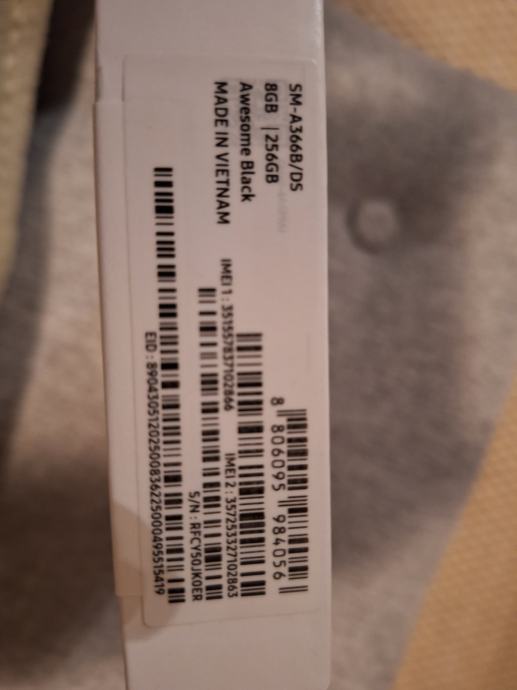 SM-A366B/DS
8GB | 256GB
Awesome Black
MADE IN VIETNAM
8 806095 984056
IMEI 1 : 351557837102866
IMEI 2 : 357253327102863
S/N : RFCY50JK0ER
EID : 89043051202500836225000495515419